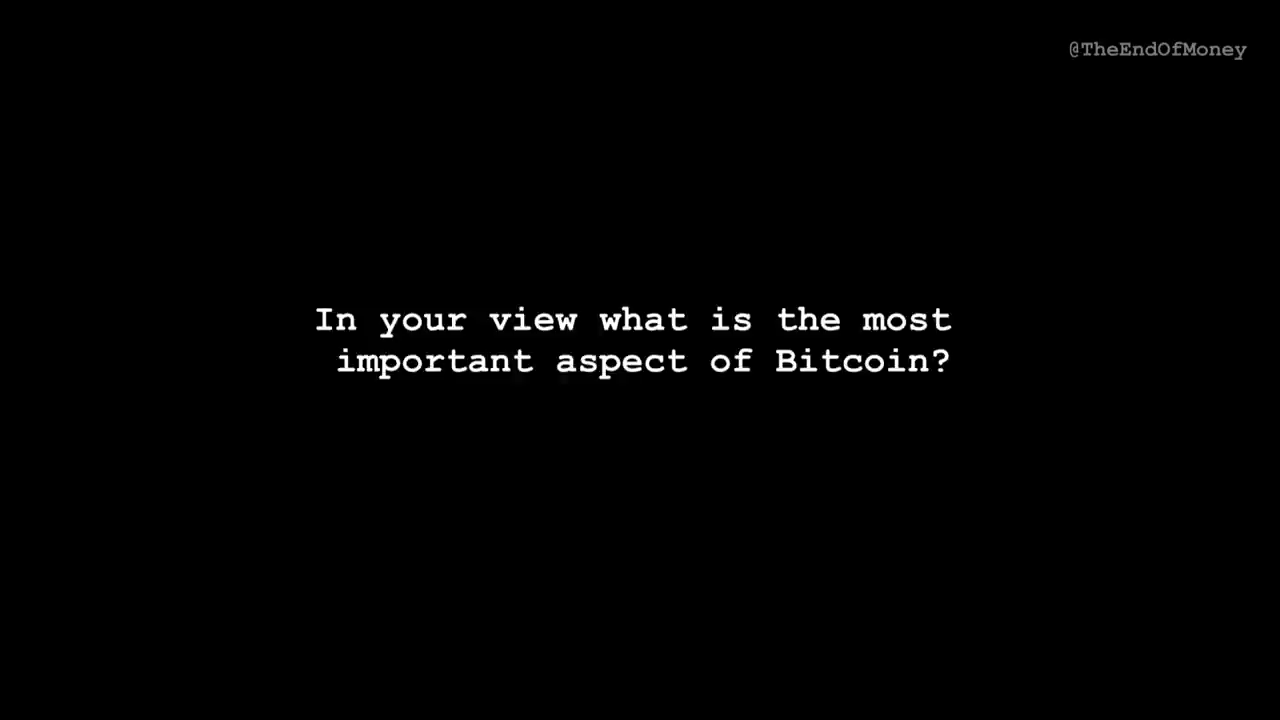 @TheEndOfMoney
In your view what is the most
important aspect of Bitcoin?